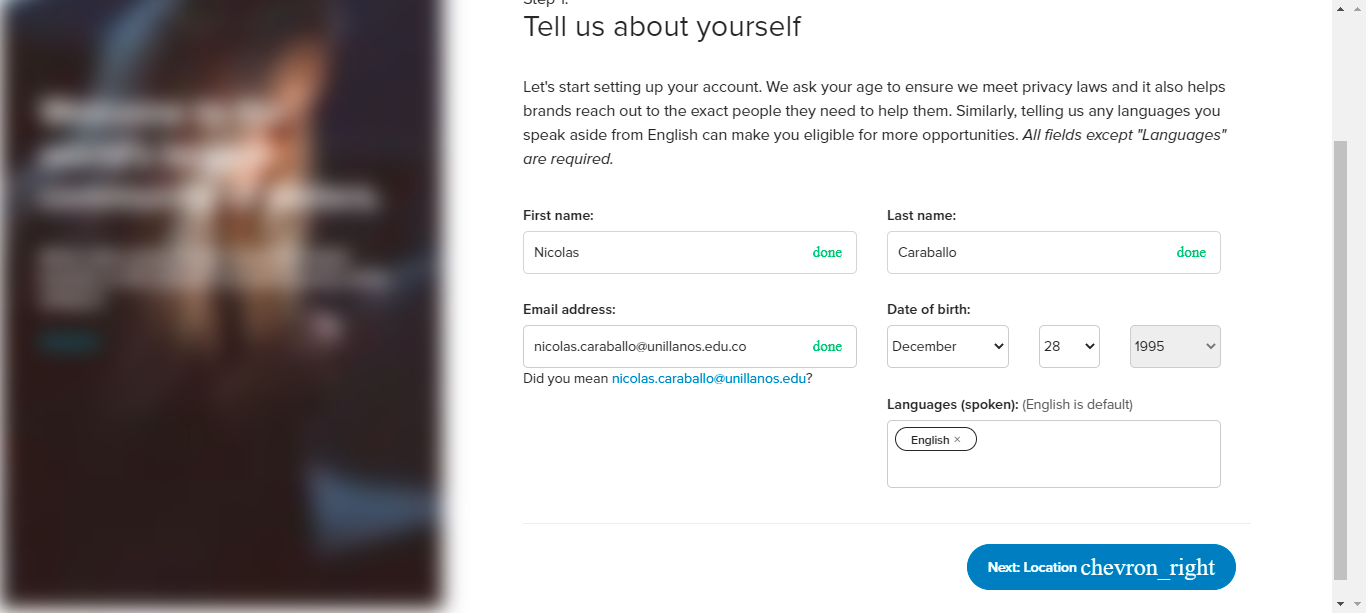 Step 1:
Tell us about yourself
Let's start setting up your account. We ask your age to ensure we meet privacy laws and it also helps
brands reach out to the exact people they need to help them. Similarly, telling us any languages you
speak aside from English can make you eligible for more opportunities. All fields except "Languages"
are required.
First name:
Last name:
Nicolas done
Caraballo done
Email address:
Date of birth:
nicolas.caraballo@unillanos.edu.co done
December 28 1995
Did you mean nicolas.caraballo@unillanos.edu?
Languages (spoken): (English is default)
English ×
Next: Location chevron_right